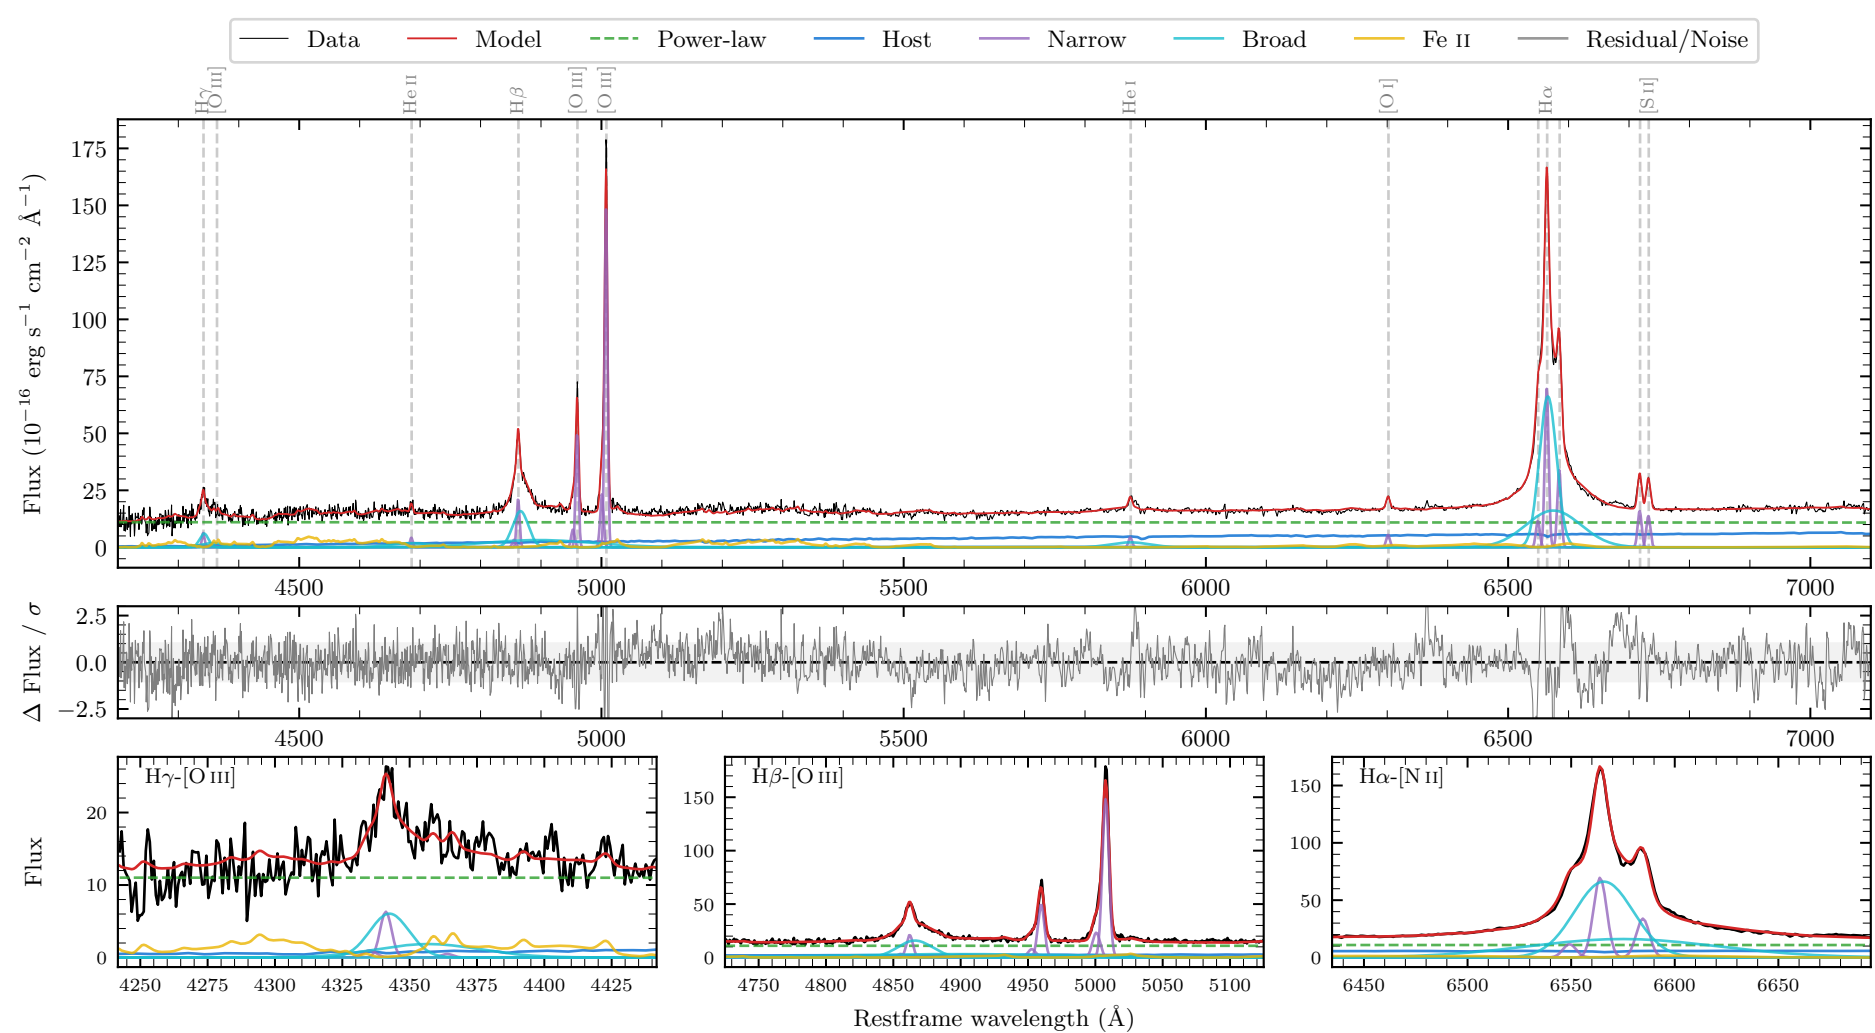 Data Model Power-law Host Narrow Broad Fe II Residual/Noise
Hγ [O III] He II Hβ [O III] [O III] He I [O I] Hα [S II]
Flux (10−16 erg s−1 cm−2 Å−1)
175
150
125
100
75
50
25
0
4500 5000 5500 6000 6500 7000
Δ Flux / σ
2.5
0.0
−2.5
4500 5000 5500 6000 6500 7000
Flux
Hγ-[O III]
20
10
0
4250 4275 4300 4325 4350 4375 4400 4425
Hβ-[O III]
150
100
50
0
4750 4800 4850 4900 4950 5000 5050 5100
Hα-[N II]
150
100
50
0
6450 6500 6550 6600 6650
Restframe wavelength (Å)